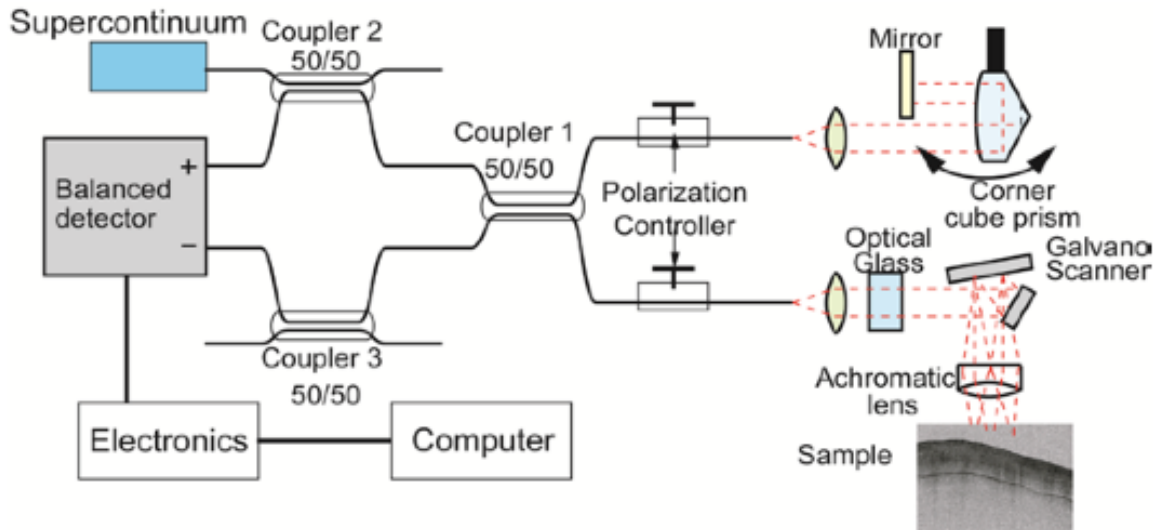 Supercontinuum
Coupler 2
50/50
Mirror
Coupler 1
50/50
+
Balanced
detector
−
Polarization
Controller
Corner
cube prism
Optical
Glass
Galvano
Scanner
Coupler 3
50/50
Achromatic
lens
Electronics
Computer
Sample